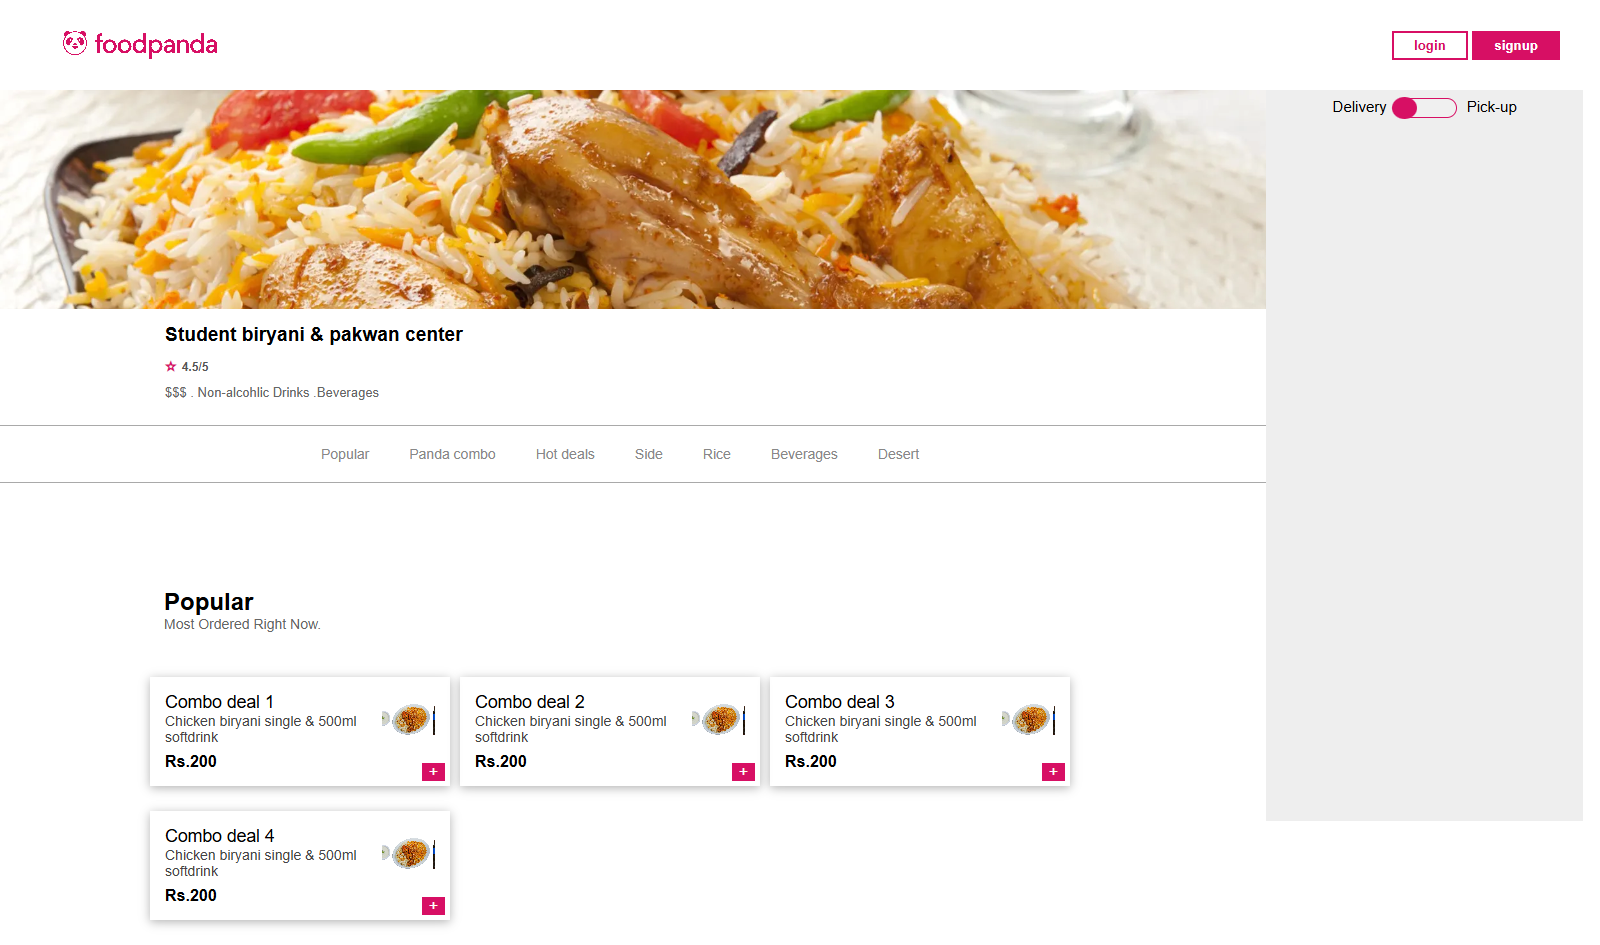 foodpanda
login
signup
Delivery
Pick-up
Student biryani & pakwan center
4.5/5
$$$ . Non-alcohlic Drinks .Beverages
Popular
Panda combo
Hot deals
Side
Rice
Beverages
Desert
Popular
Most Ordered Right Now.
Combo deal 1
Chicken biryani single & 500ml
softdrink
Rs.200
+
Combo deal 2
Chicken biryani single & 500ml
softdrink
Rs.200
+
Combo deal 3
Chicken biryani single & 500ml
softdrink
Rs.200
+
Combo deal 4
Chicken biryani single & 500ml
softdrink
Rs.200
+